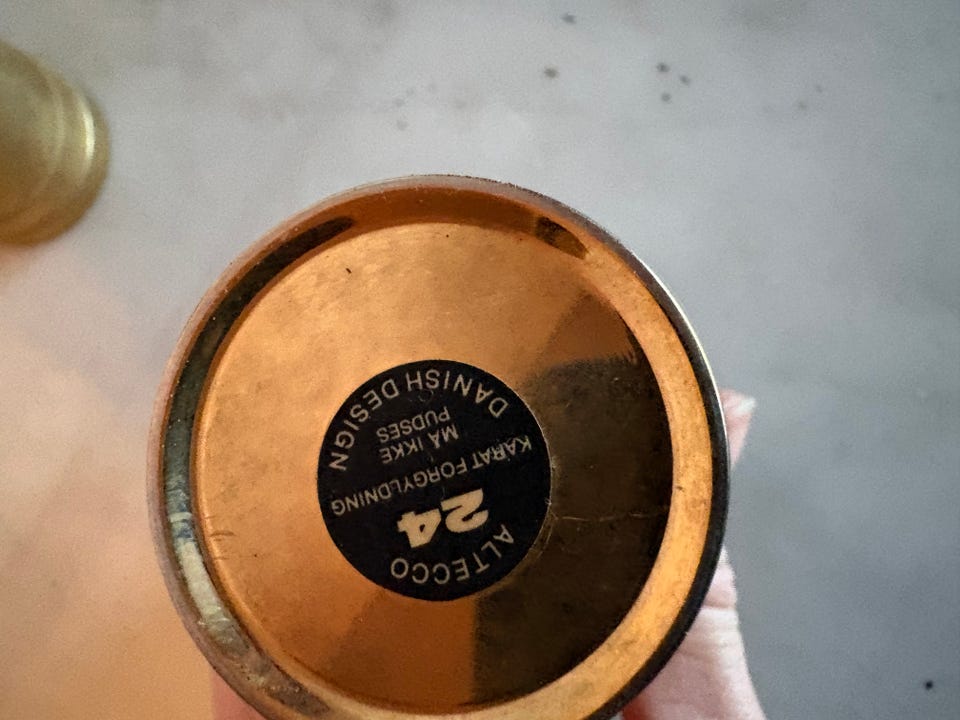 ALTECCO
24
KARAT FORGYLDNING
MÅ IKKE
PUDSES
DANISH DESIGN